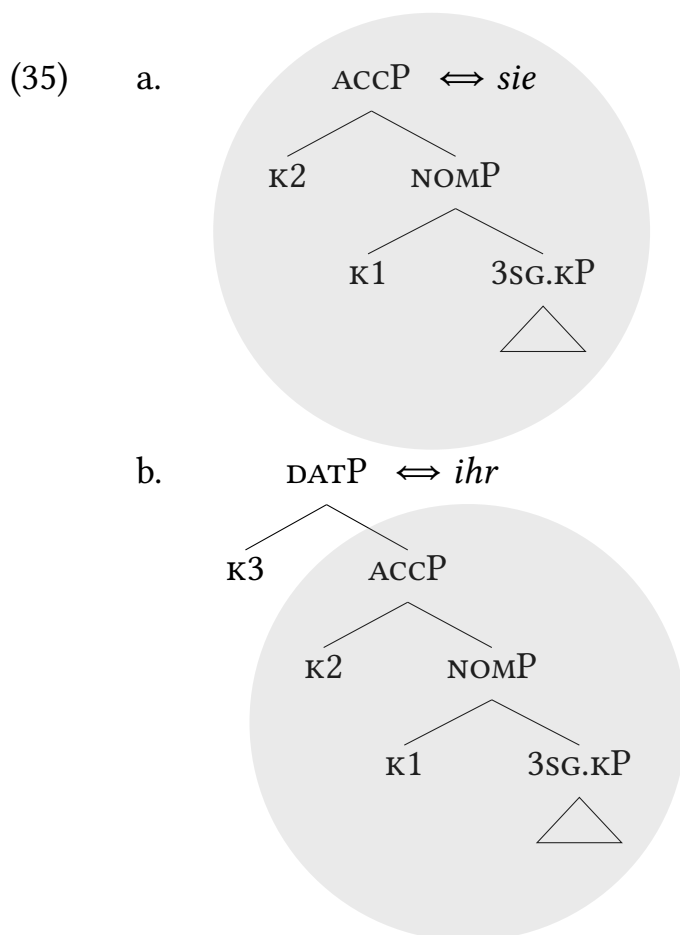 (35) a. ACCP ⟺ sie
K2 NOMP
K1 3SG.KP
b. DATP ⟺ ihr
K3 ACCP
K2 NOMP
K1 3SG.KP